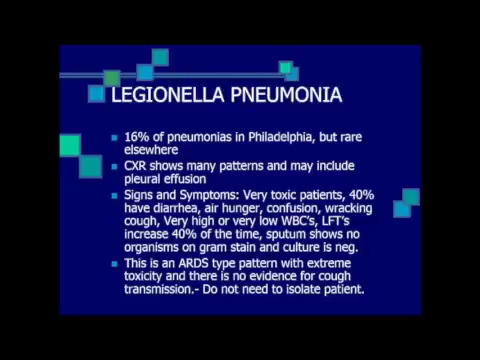 LEGIONELLA PNEUMONIA
16% of pneumonias in Philadelphia, but rare
elsewhere
CXR shows many patterns and may include
pleural effusion
Signs and Symptoms: Very toxic patients, 40%
have diarrhea, air hunger, confusion, wracking
cough, Very high or very low WBC's, LFT's
increase 40% of the time, sputum shows no
organisms on gram stain and culture is neg.
This is an ARDS type pattern with extreme
toxicity and there is no evidence for cough
transmission.- Do not need to isolate patient.